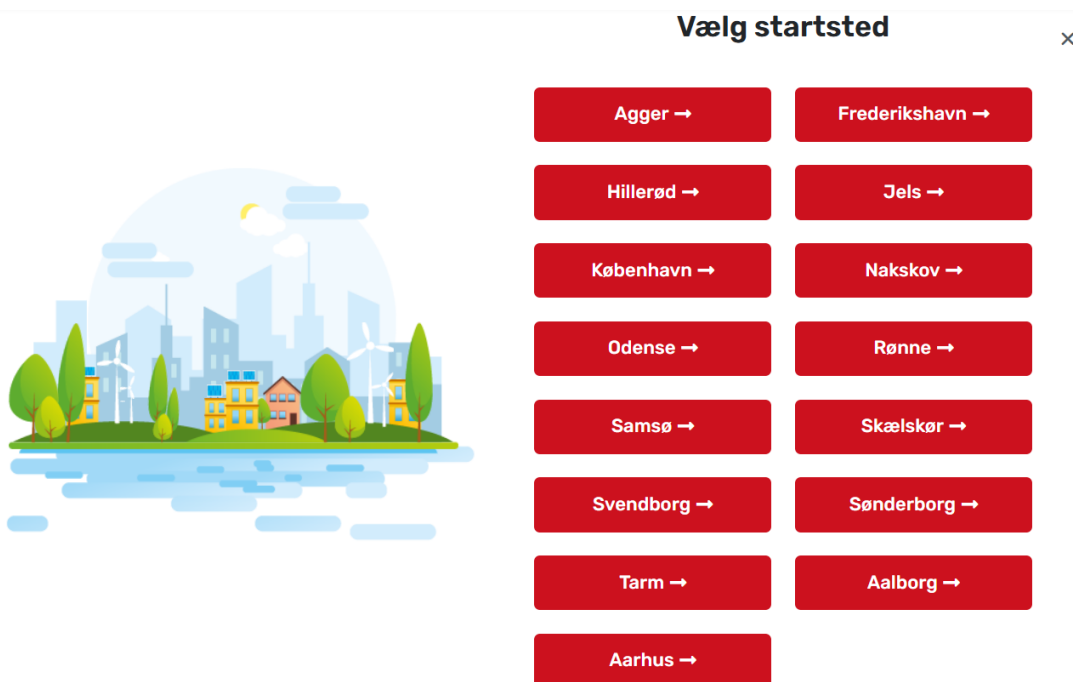 Vælg startsted
Agger →
Frederikshavn →
Hillerød →
Jels →
København →
Nakskov →
Odense →
Rønne →
Samsø →
Skælskør →
Svendborg →
Sønderborg →
Tarm →
Aalborg →
Aarhus →